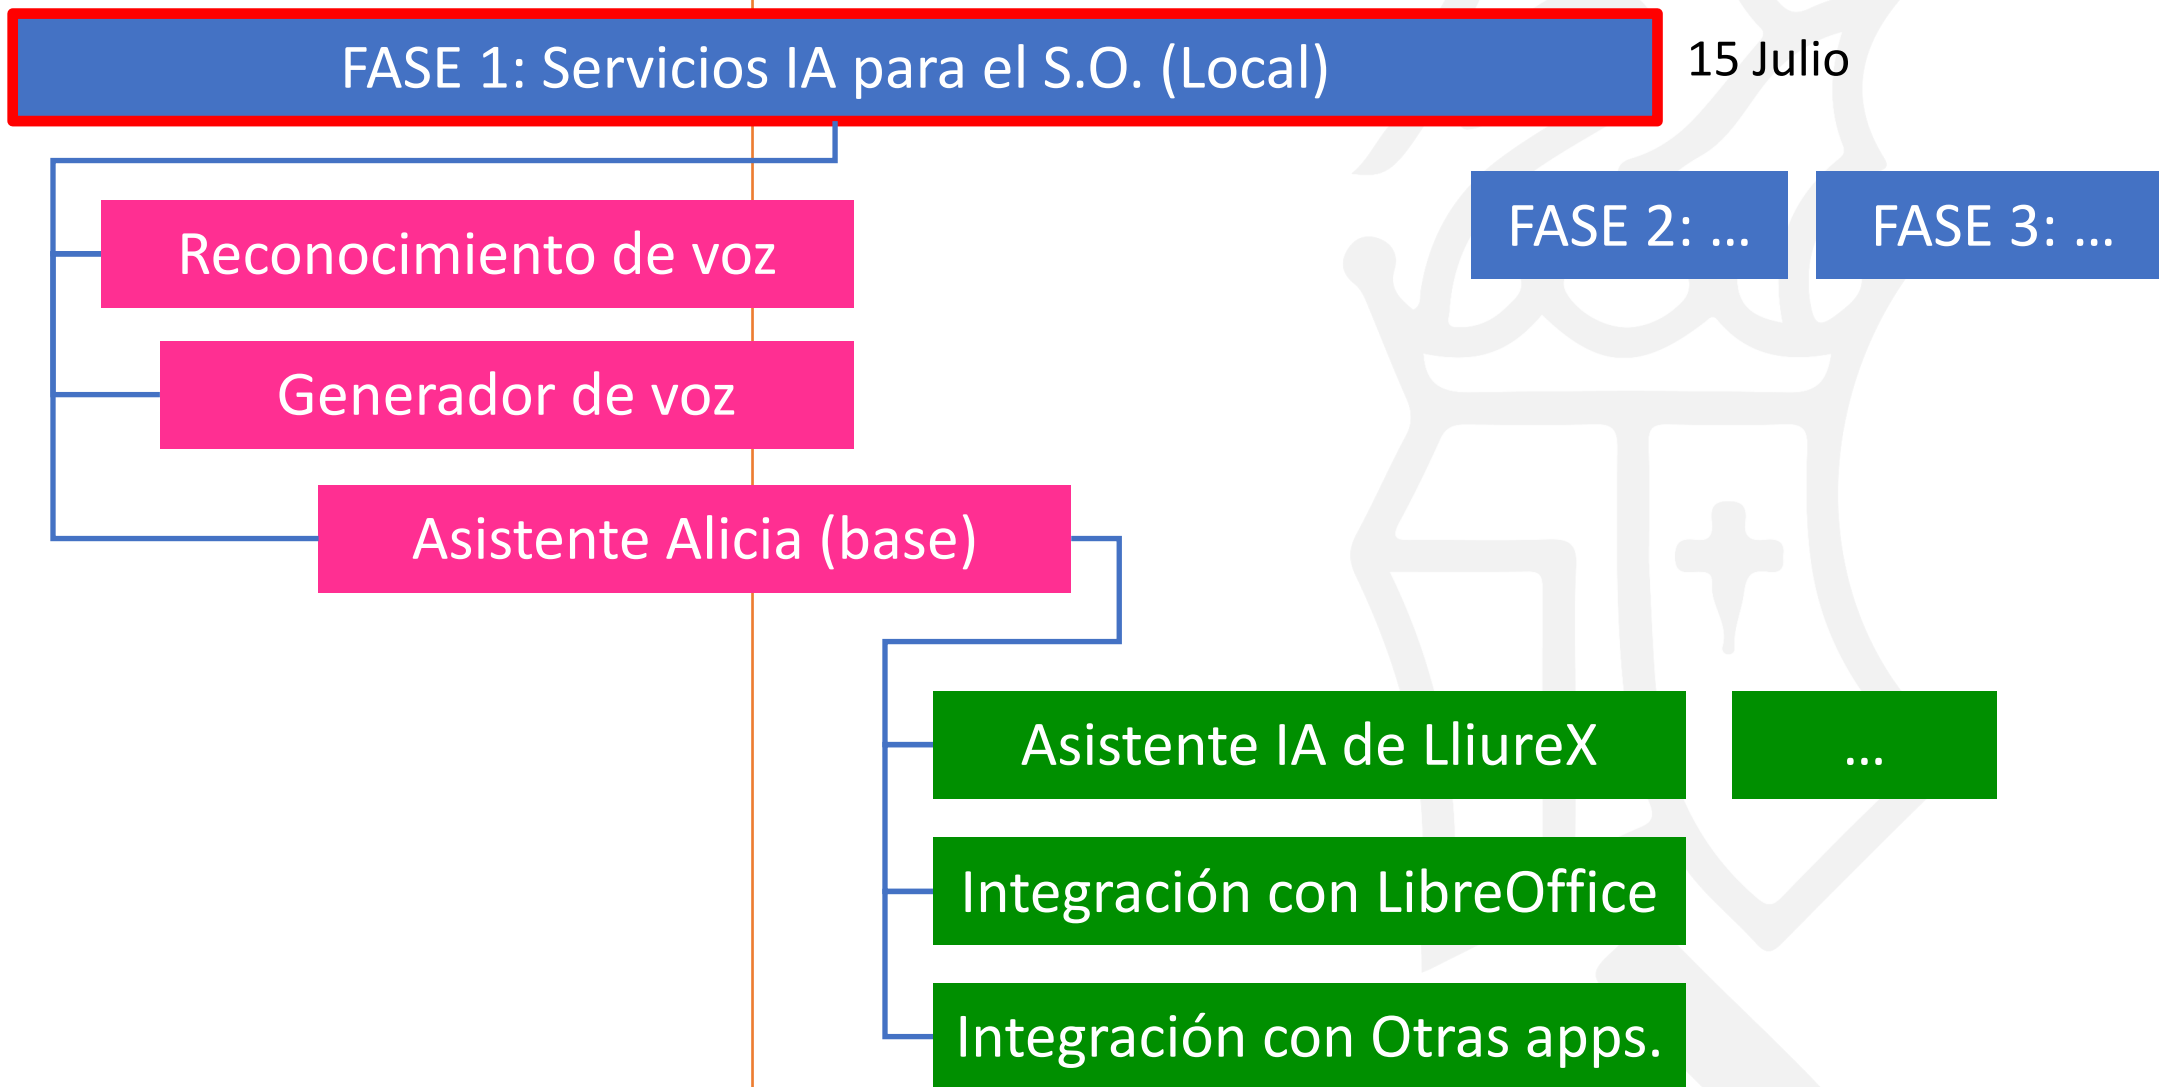 FASE 1: Servicios IA para el S.O. (Local)
15 Julio
FASE 2: ...
FASE 3: ...
Reconocimiento de voz
Generador de voz
Asistente Alicia (base)
Asistente IA de LliureX
...
Integración con LibreOffice
Integración con Otras apps.